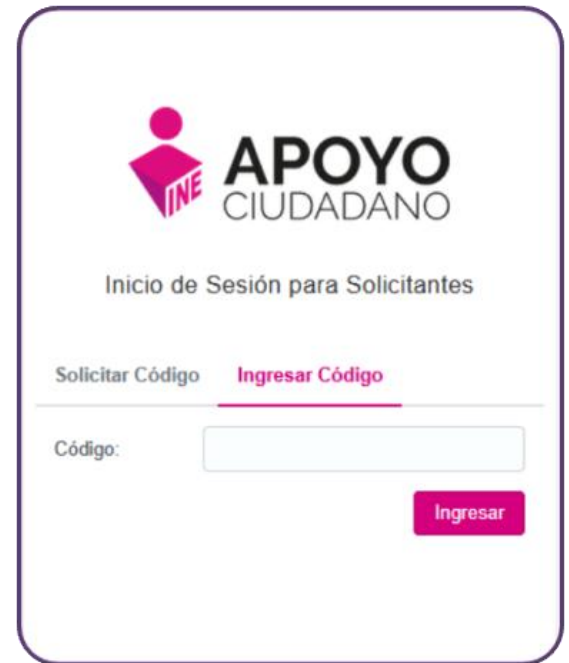 INE
APOYO
CIUDADANO
Inicio de Sesión para Solicitantes
Solicitar Código Ingresar Código
Código:
Ingresar